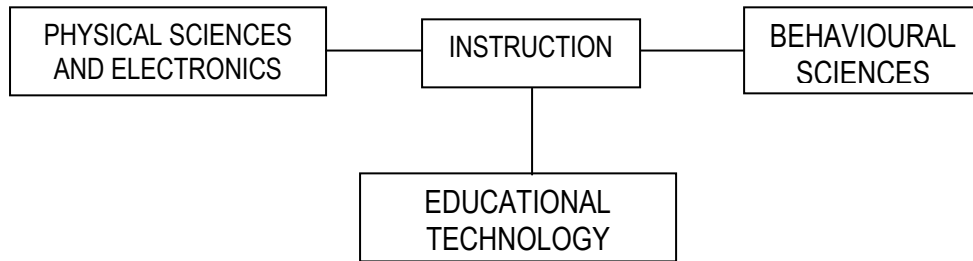 PHYSICAL SCIENCES
AND ELECTRONICS
INSTRUCTION
BEHAVIOURAL
SCIENCES
EDUCATIONAL
TECHNOLOGY